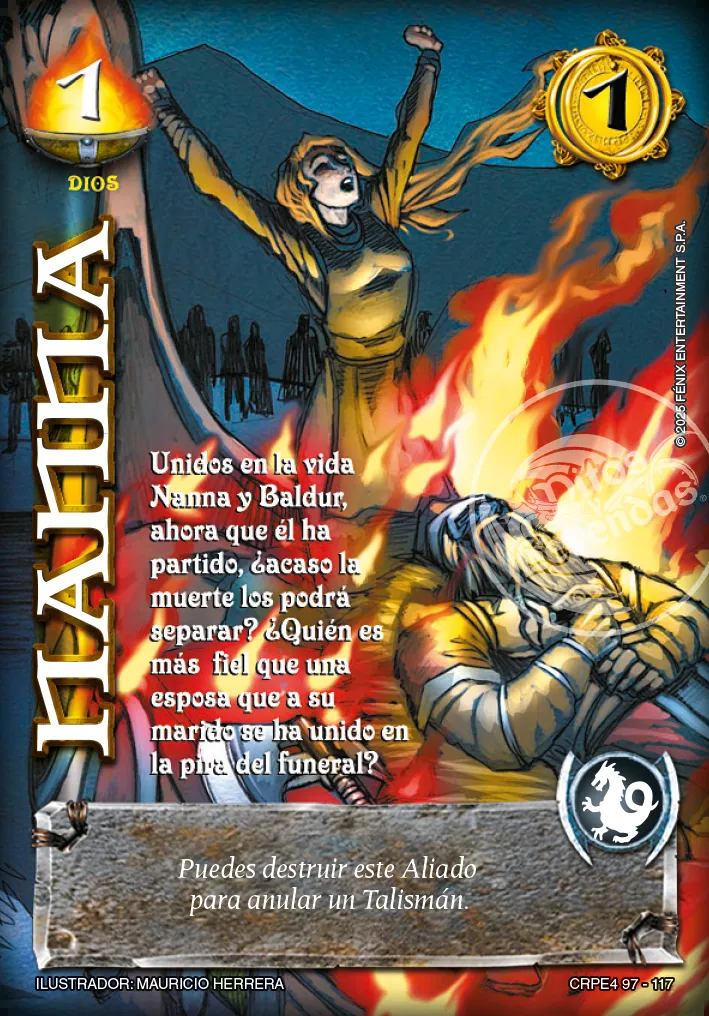 1
1
DIOS
NANNA
© 2025 FÉNIX ENTERTAINMENT S.P.A.
Unidos en la vida
Nanna y Baldur,
ahora que él ha
partido, ¿acaso la
muerte los podrá
separar? ¿Quién es
más fiel que una
esposa que a su
marido se ha unido en
la pira del funeral?
mitos
y
Leyendas
Puedes destruir este Aliado
para anular un Talismán.
ILUSTRADOR: MAURICIO HERRERA
CRPE4 97 - 117